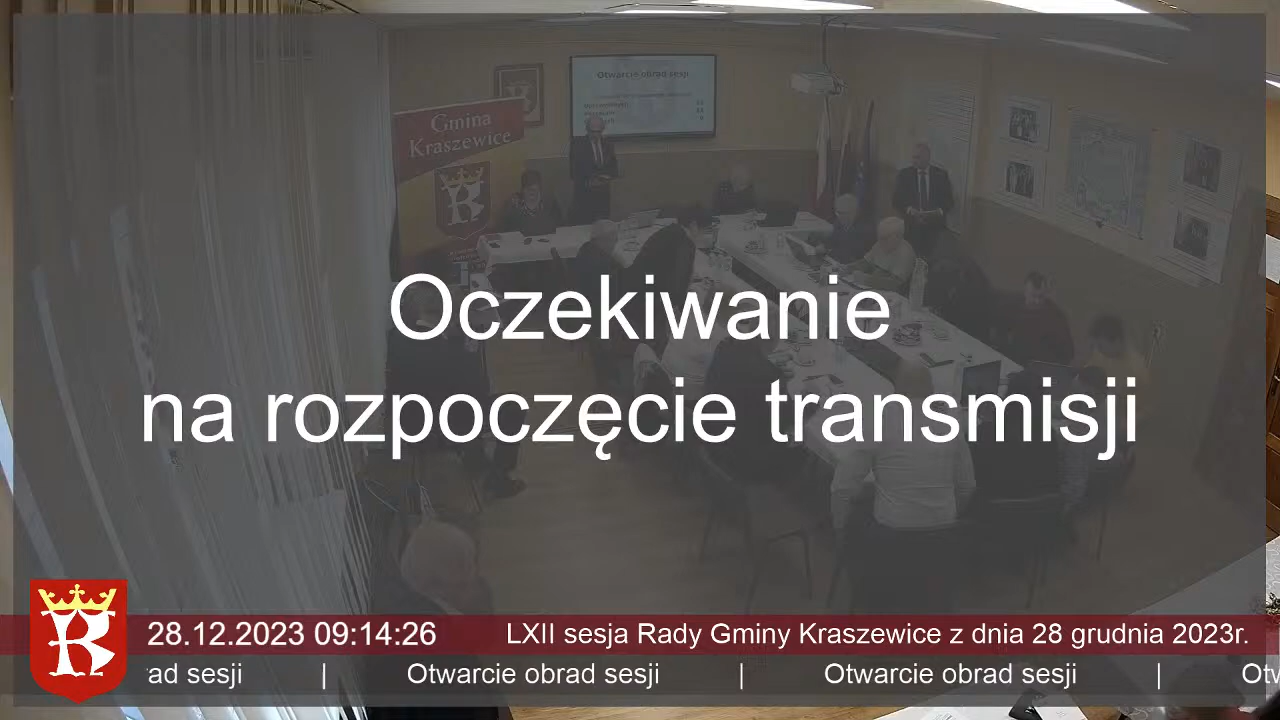 Otwarcie obrad sesji
Gmina
Kraszewice
Oczekiwanie
na rozpoczęcie transmisji
28.12.2023 09:14:26
LXII sesja Rady Gminy Kraszewice z dnia 28 grudnia 2023r.
ad sesji | Otwarcie obrad sesji | Otwarcie obrad sesji |